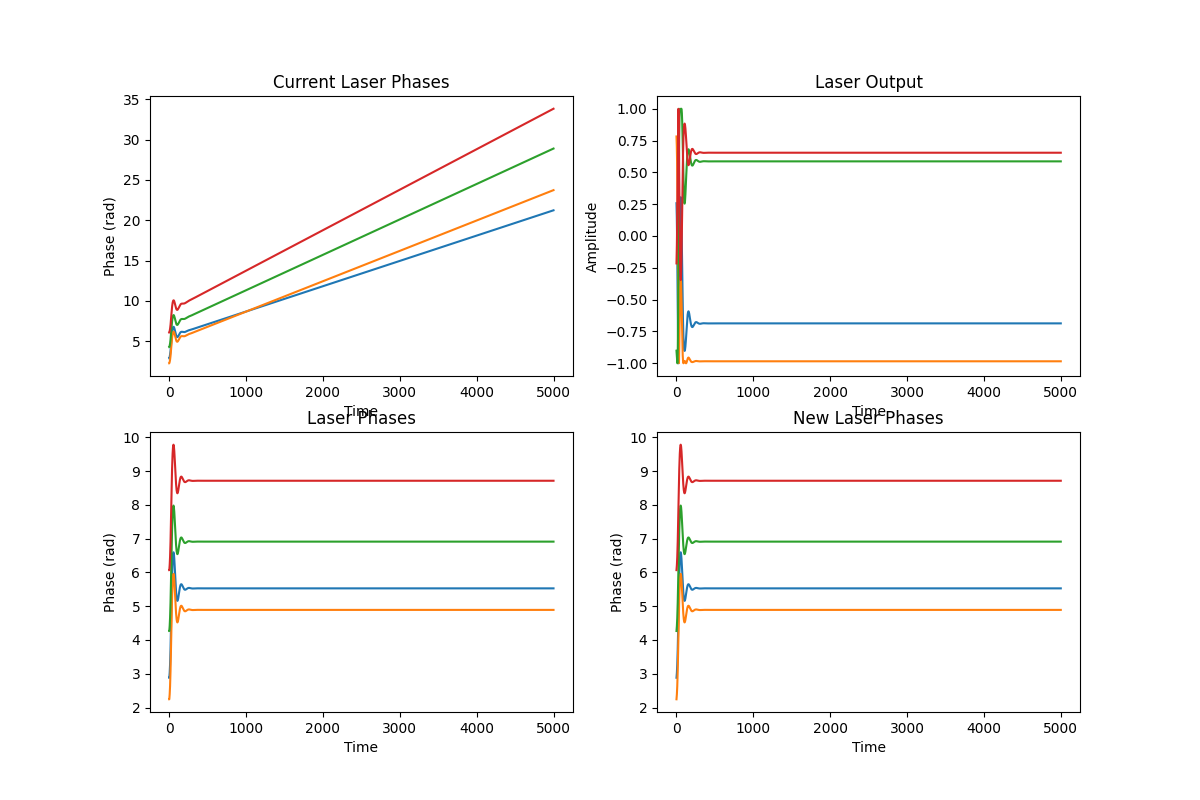 Current Laser Phases
Phase (rad)
35
30
25
20
15
10
5
0 1000 2000 3000 4000 5000
Time
Laser Output
Amplitude
1.00
0.75
0.50
0.25
0.00
−0.25
−0.50
−0.75
−1.00
0 1000 2000 3000 4000 5000
Time
Laser Phases
Phase (rad)
10
9
8
7
6
5
4
3
2
0 1000 2000 3000 4000 5000
Time
New Laser Phases
Phase (rad)
10
9
8
7
6
5
4
3
2
0 1000 2000 3000 4000 5000
Time